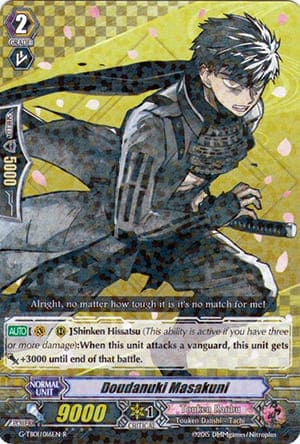 2
GRADE
5000
Alright, no matter how tough it is it's no match for me!
AUTO [ / ]Shinken Hissatsu (This ability is active if you have three
or more damage):When this unit attacks a vanguard, this unit gets
+3000 until end of that battle.
NORMAL
UNIT
Doudanuki Masakuni
POWER
9000
1
CRITICAL
Touken Ranbu
Touken Danshi - Tachi
G-TB01/016EN R
©2015 DMM games/Nitroplus